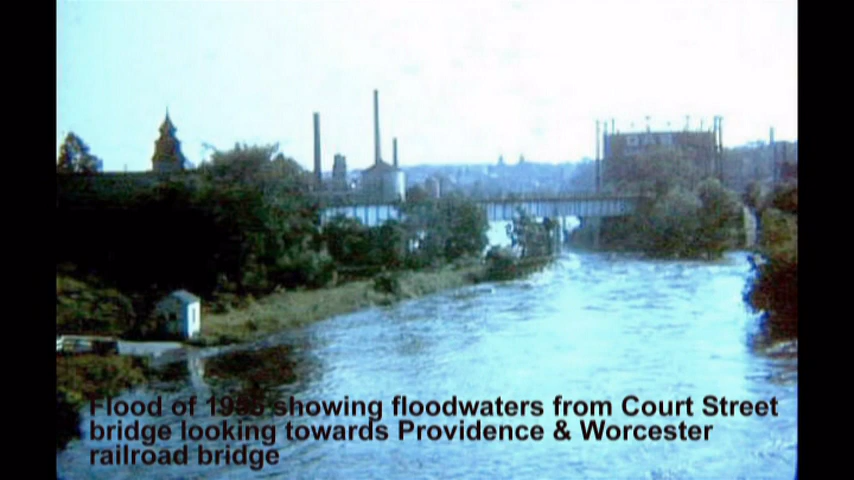 Flood of showing floodwaters from Court Street
bridge looking towards Providence & Worcester
railroad bridge